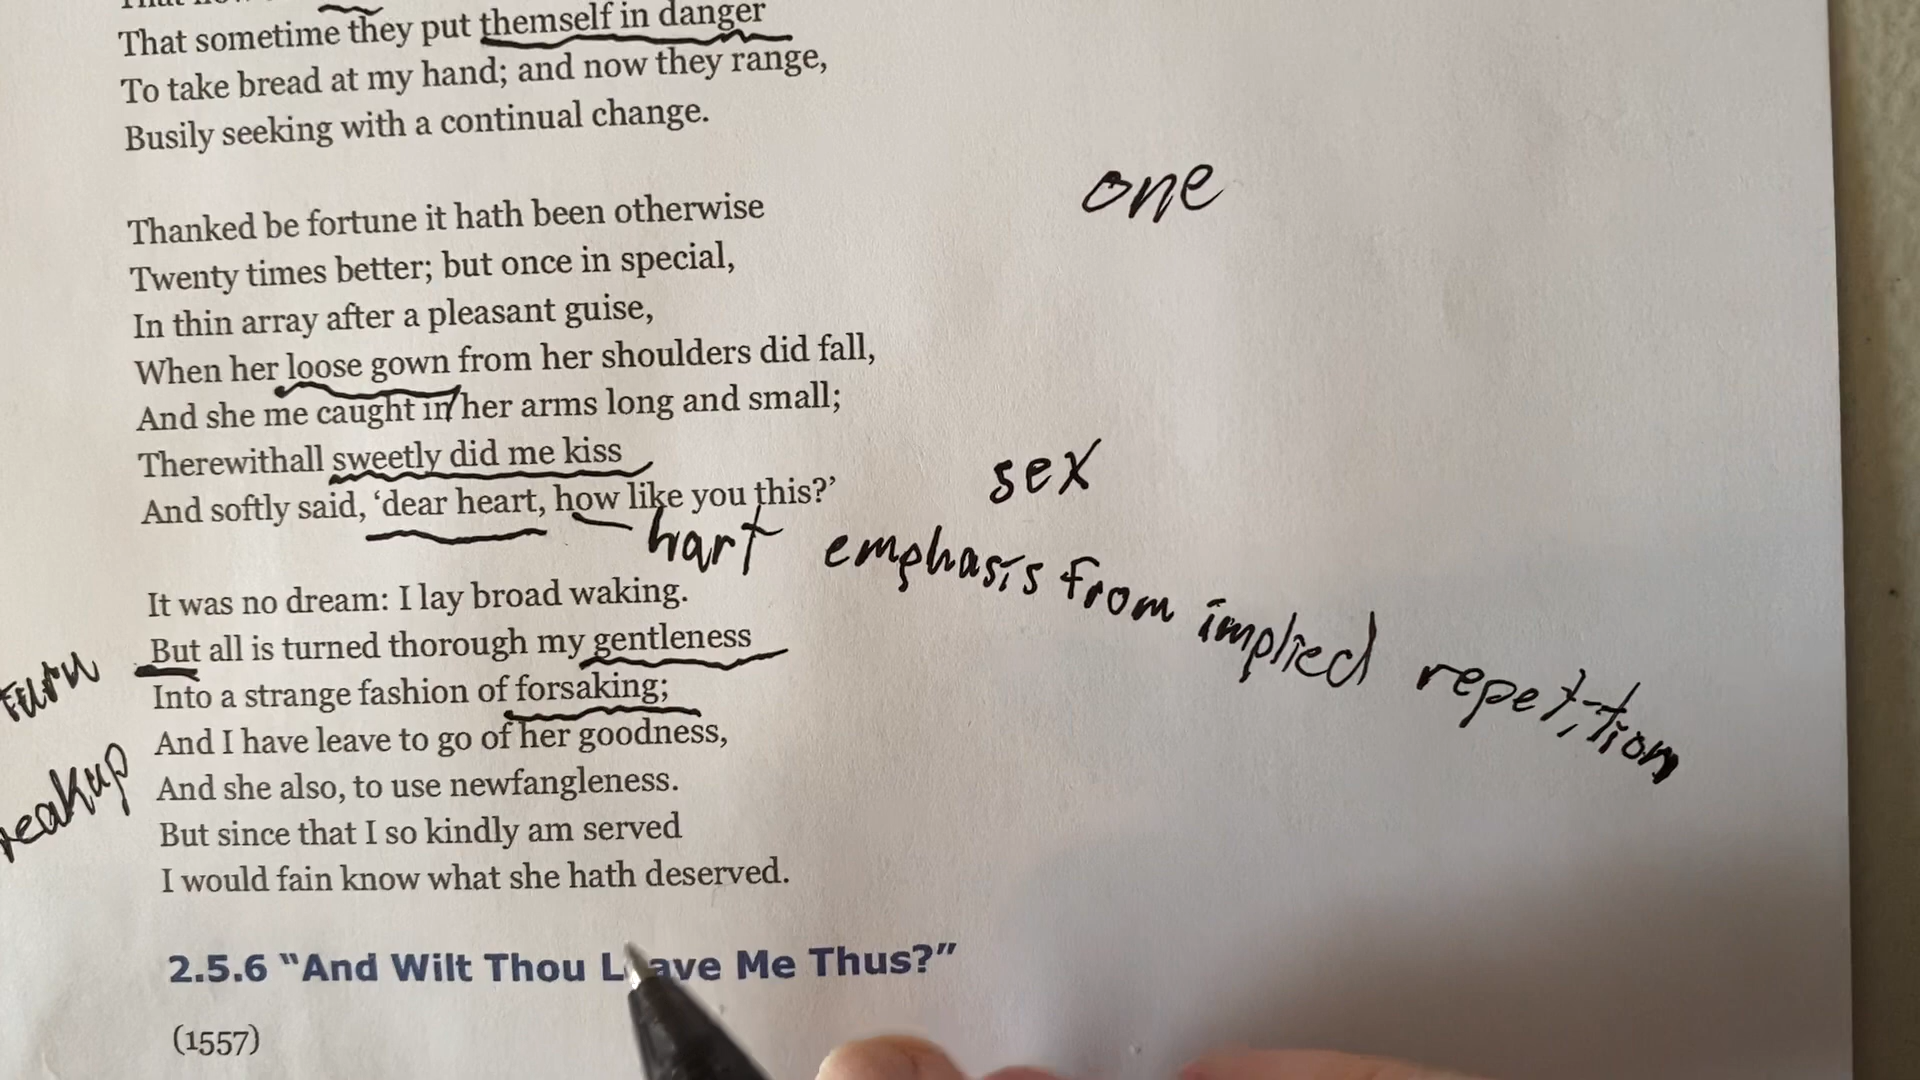 That sometime they put themself in danger
To take bread at my hand; and now they range,
Busily seeking with a continual change.
one
Thanked be fortune it hath been otherwise
Twenty times better; but once in special,
In thin array after a pleasant guise,
When her loose gown from her shoulders did fall,
And she me caught in her arms long and small;
Therewithall sweetly did me kiss
sex
And softly said, ‘dear heart, how like you this?’
hart emphasis from implied repetition
It was no dream: I lay broad waking.
But all is turned thorough my gentleness
turn
Into a strange fashion of forsaking;
And I have leave to go of her goodness,
And she also, to use newfangleness.
reakup
But since that I so kindly am served
I would fain know what she hath deserved.
2.5.6 “And Wilt Thou Leave Me Thus?”
(1557)